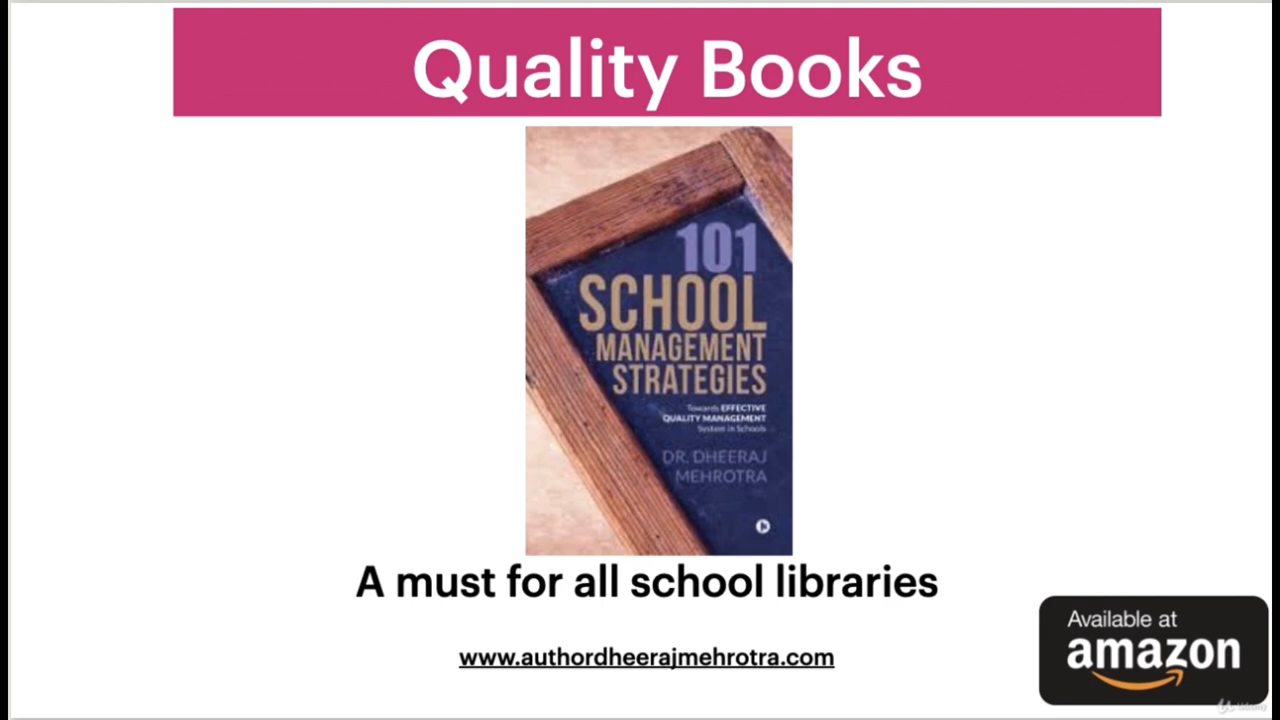 Quality Books
101
SCHOOL
MANAGEMENT
STRATEGIES
Towards EFFECTIVE
QUALITY MANAGEMENT
System in Schools
DR. DHEERAJ
MEHROTRA
A must for all school libraries
www.authordheerajmehrotra.com
Available at
amazon
Udemy